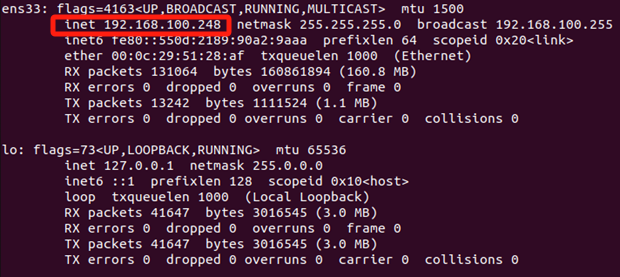 ens33: flags=4163<UP,BROADCAST,RUNNING,MULTICAST>  mtu 1500
        inet 192.168.100.248  netmask 255.255.255.0  broadcast 192.168.100.255
        inet6 fe80::550d:2189:90a2:9aaa  prefixlen 64  scopeid 0x20<link>
        ether 00:0c:29:51:28:af  txqueuelen 1000  (Ethernet)
        RX packets 131064  bytes 160861894 (160.8 MB)
        RX errors 0  dropped 0  overruns 0  frame 0
        TX packets 13242  bytes 1111524 (1.1 MB)
        TX errors 0  dropped 0 overruns 0  carrier 0  collisions 0
lo: flags=73<UP,LOOPBACK,RUNNING>  mtu 65536
        inet 127.0.0.1  netmask 255.0.0.0
        inet6 ::1  prefixlen 128  scopeid 0x10<host>
        loop  txqueuelen 1000  (Local Loopback)
        RX packets 41647  bytes 3016545 (3.0 MB)
        RX errors 0  dropped 0  overruns 0  frame 0
        TX packets 41647  bytes 3016545 (3.0 MB)
        TX errors 0  dropped 0 overruns 0  carrier 0  collisions 0